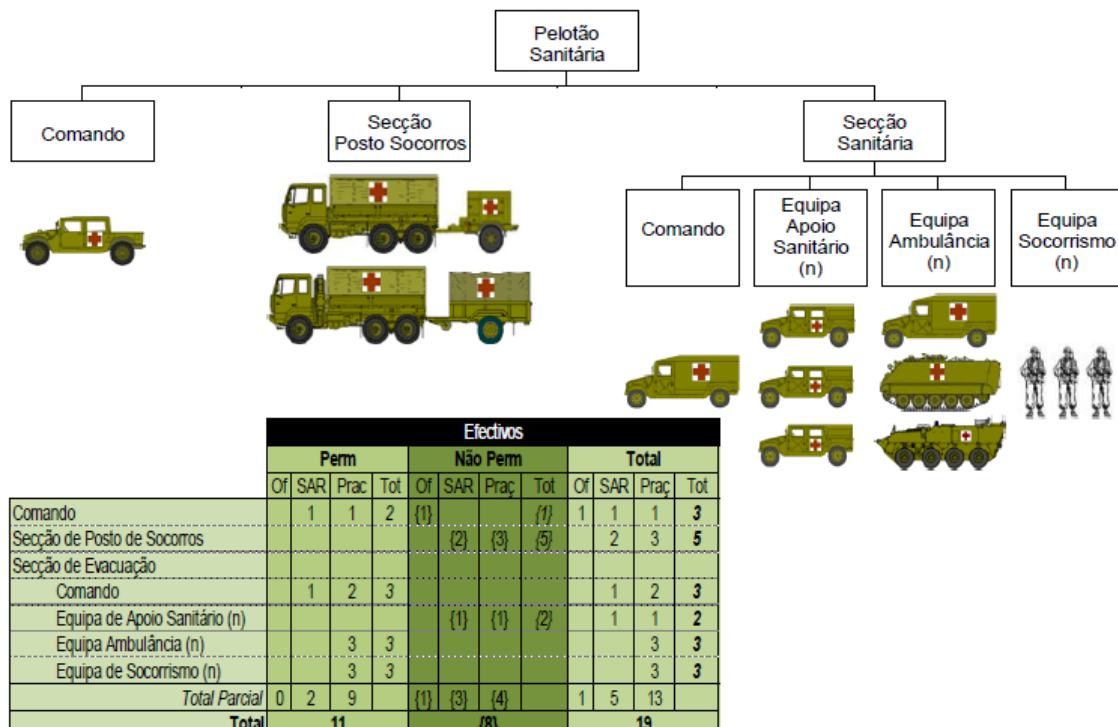 Pelotão
Sanitária
Comando
Secção
Posto Socorros
Secção
Sanitária
Comando
Equipa
Apoio
Sanitário
(n)
Equipa
Ambulância
(n)
Equipa
Socorrismo
(n)
Efectivos
Perm Não Perm Total
Of SAR Prac Tot Of SAR Praç Tot Of SAR Praç Tot
Comando 1 1 2 {1} {1} 1 1 1 3
Secção de Posto de Socorros {2} {3} {5} 2 3 5
Secção de Evacuação
Comando 1 2 3 1 2 3
Equipa de Apoio Sanitário (n) {1} {1} {2} 1 1 2
Equipa Ambulância (n) 3 3 3 3
Equipa de Socorrismo (n) 3 3 3 3
Total Parcial 0 2 9 {1} {3} {4} 1 5 13
Total 11 {8} 19